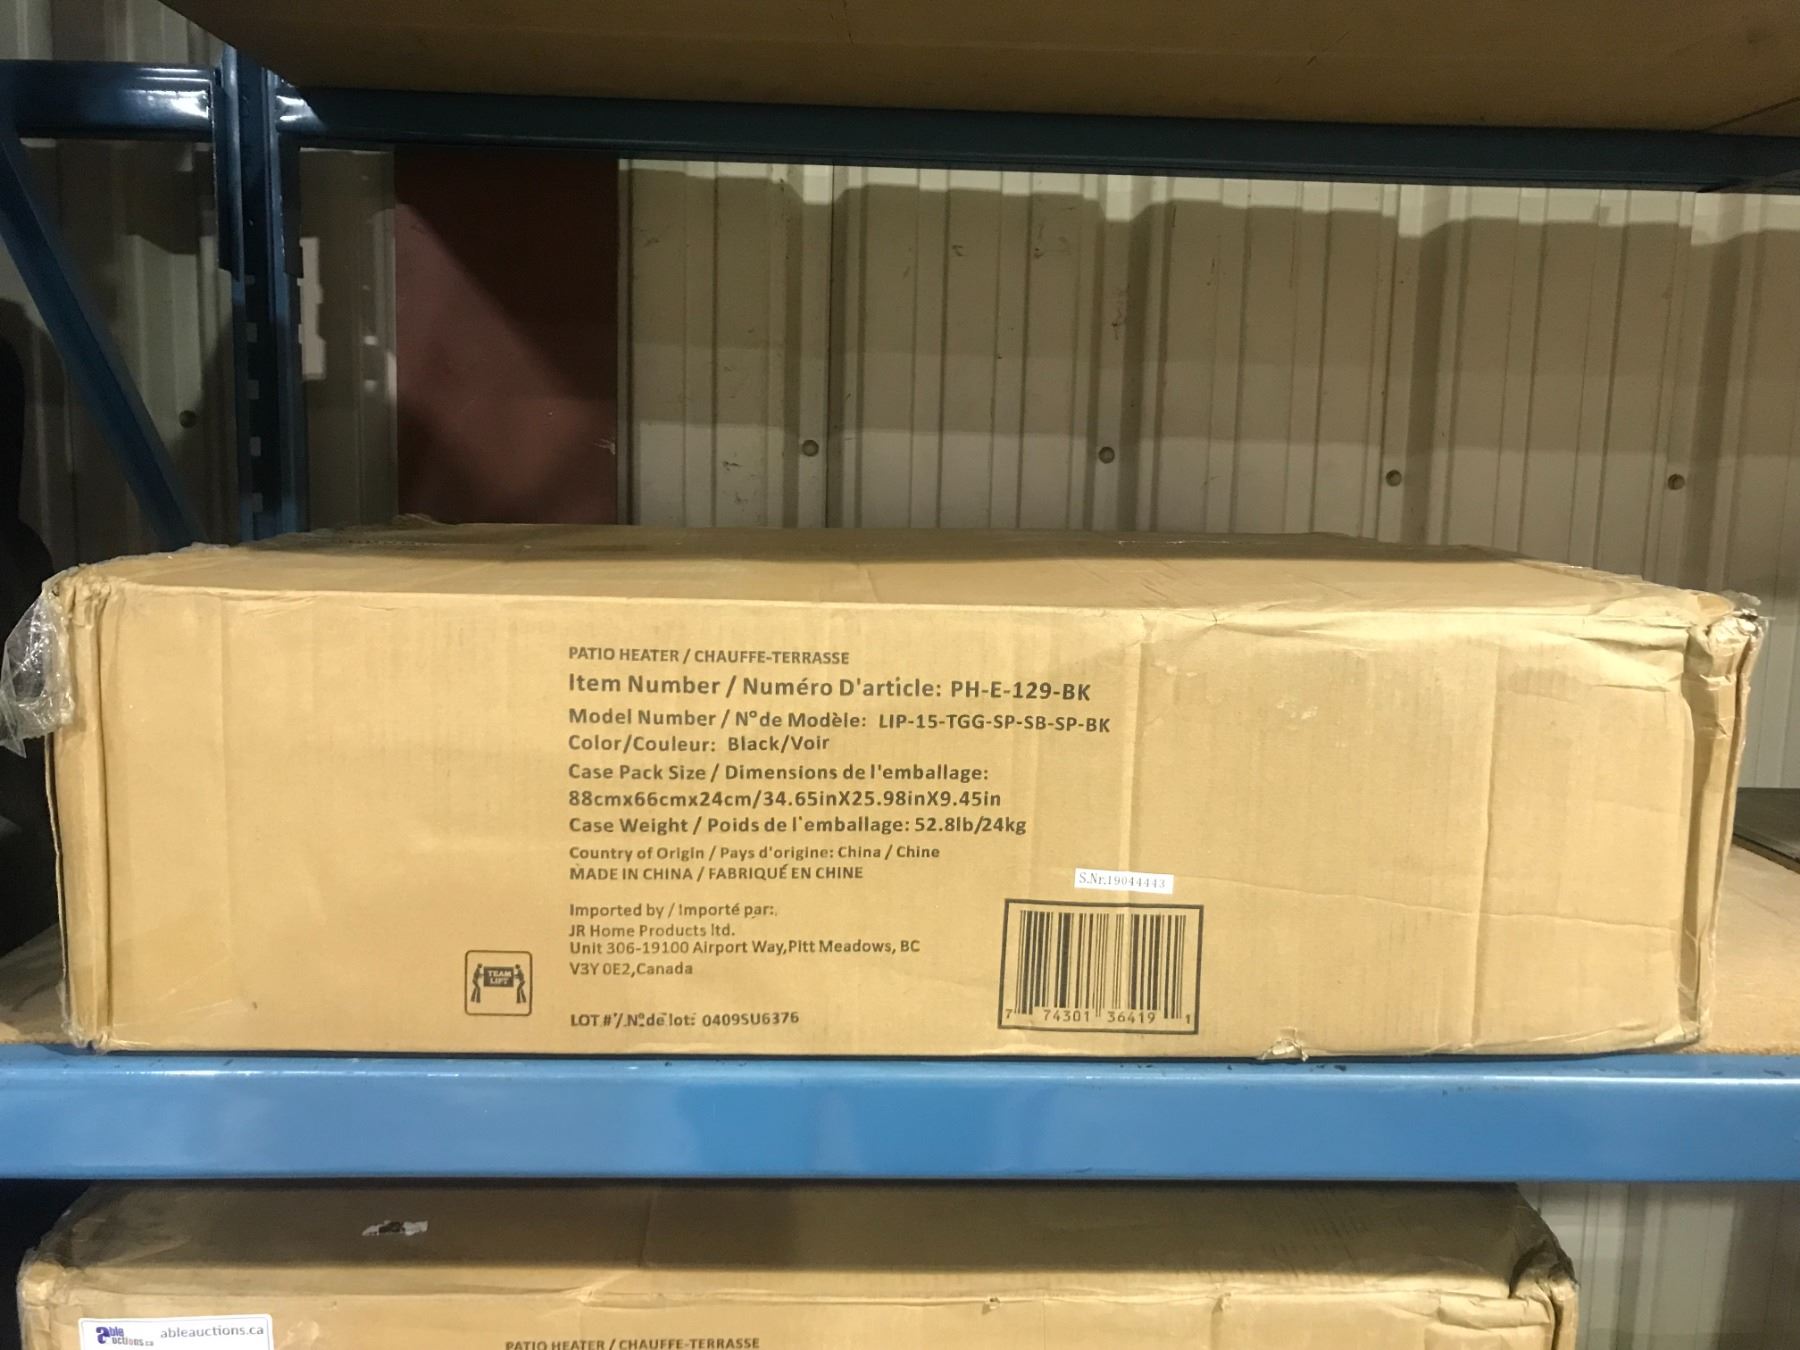 PATIO HEATER / CHAUFFE-TERRASSE
Item Number / Numéro D'article: PH-E-129-BK
Model Number / N° de Modèle: LIP-15-TGG-SP-SB-SP-BK
Color/Couleur: Black/Voir
Case Pack Size / Dimensions de l'emballage:
88cmx66cmx24cm/34.65inX25.98inX9.45in
Case Weight / Poids de l'emballage: 52.8lb/24kg
Country of Origin / Pays d'origine: China / Chine
MADE IN CHINA / FABRIQUÉ EN CHINE
S.Nr.19044443
Imported by / Importé par:.
JR Home Products ltd.
Unit 306-19100 Airport Way,Pitt Meadows, BC
V3Y 0E2,Canada
TEAM
LIFT
LOT #/ N° de lot: 0409SU6376
7 74301 36419 1
able
auctions.ca
ableauctions.ca
PATIO HEATER / CHAUFFE-TERRASSE